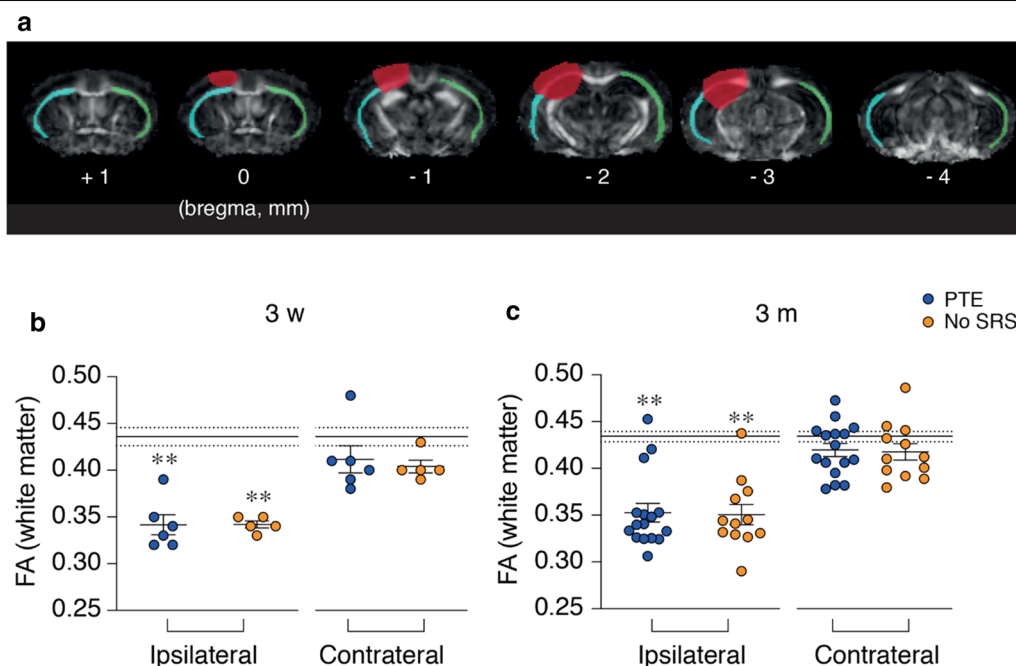 a
+ 1 0 - 1 - 2 - 3 - 4
(bregma, mm)
b 3 w
FA (white matter)
0.50
0.45
0.40
0.35
0.30
0.25
** **
Ipsilateral Contrateral
c 3 m
PTE
No SRS
FA (white matter)
0.50
0.45
0.40
0.35
0.30
0.25
** **
Ipsilateral Contrateral